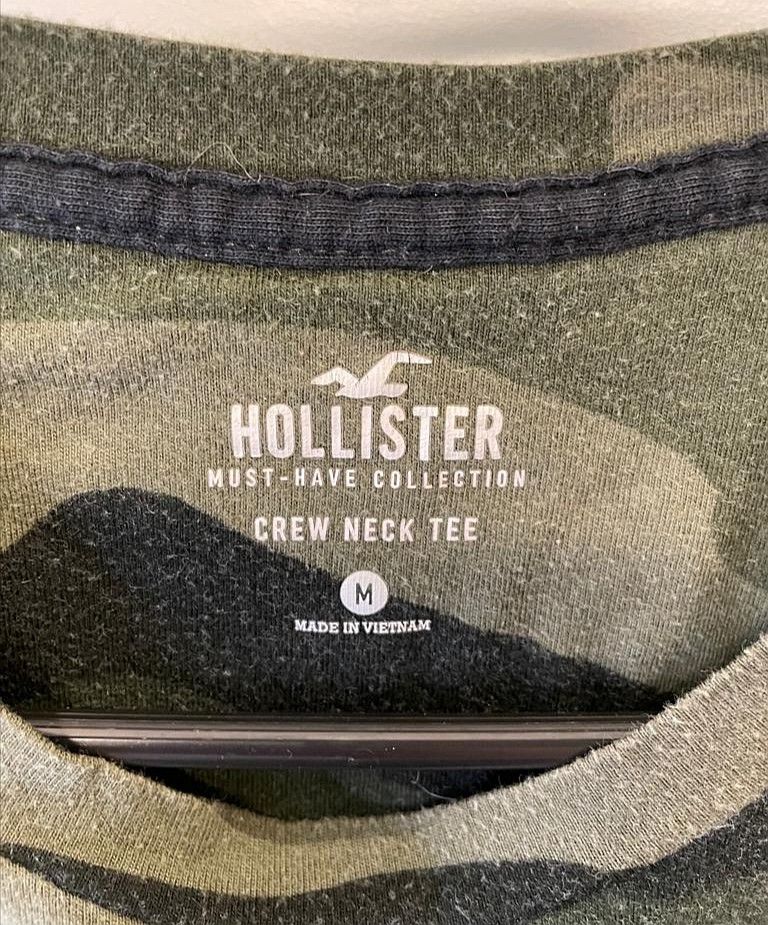 HOLLISTER
MUST-HAVE COLLECTION
CREW NECK TEE
M
MADE IN VIETNAM